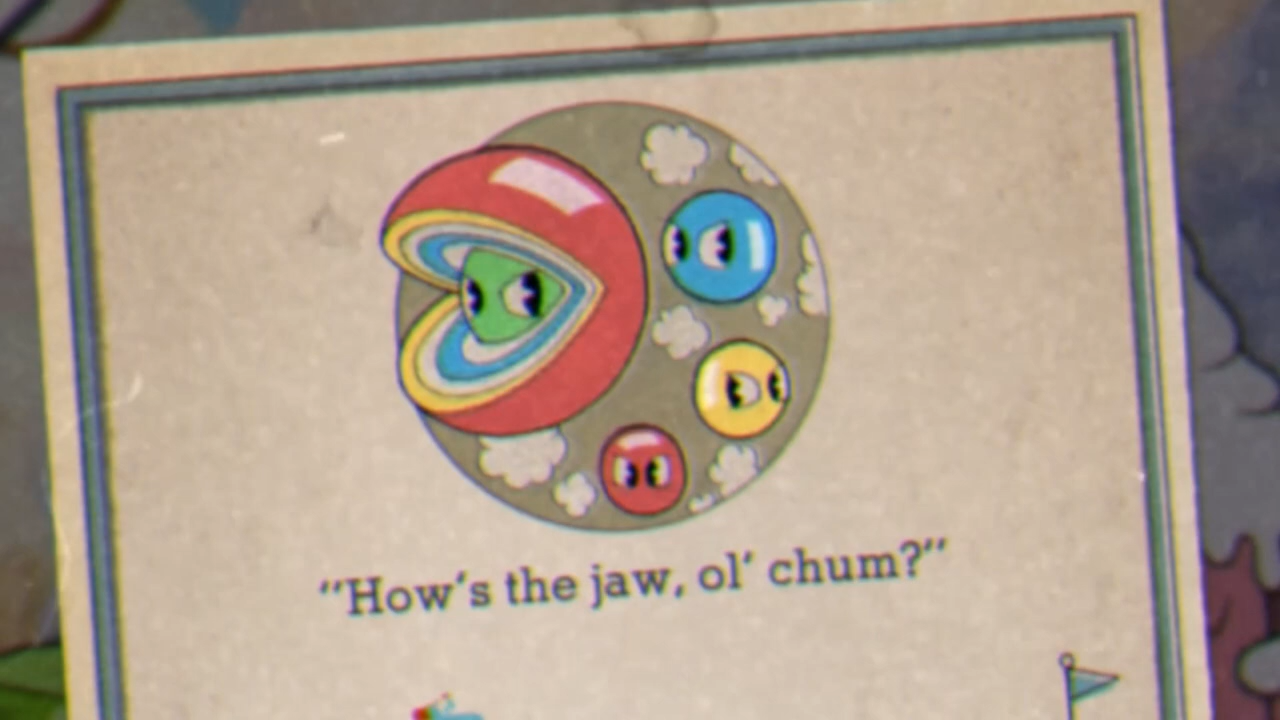 “How's the jaw, ol' chum?”